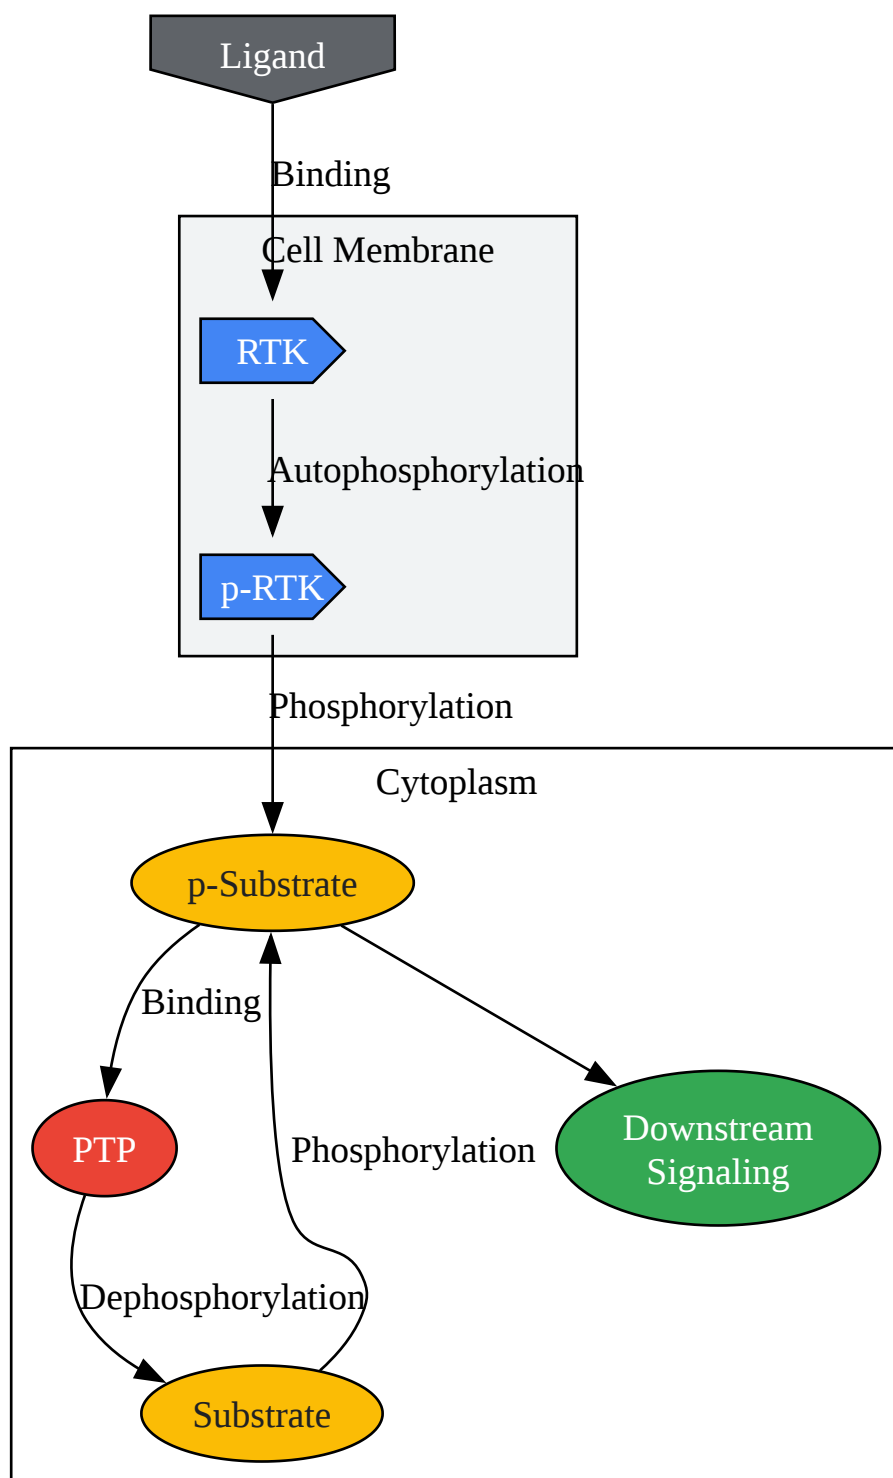 Ligand
Binding
Cell Membrane
RTK
Autophosphorylation
p-RTK
Phosphorylation
Cytoplasm
p-Substrate
Binding
Downstream
Signaling
PTP
Phosphorylation
Dephosphorylation
Substrate